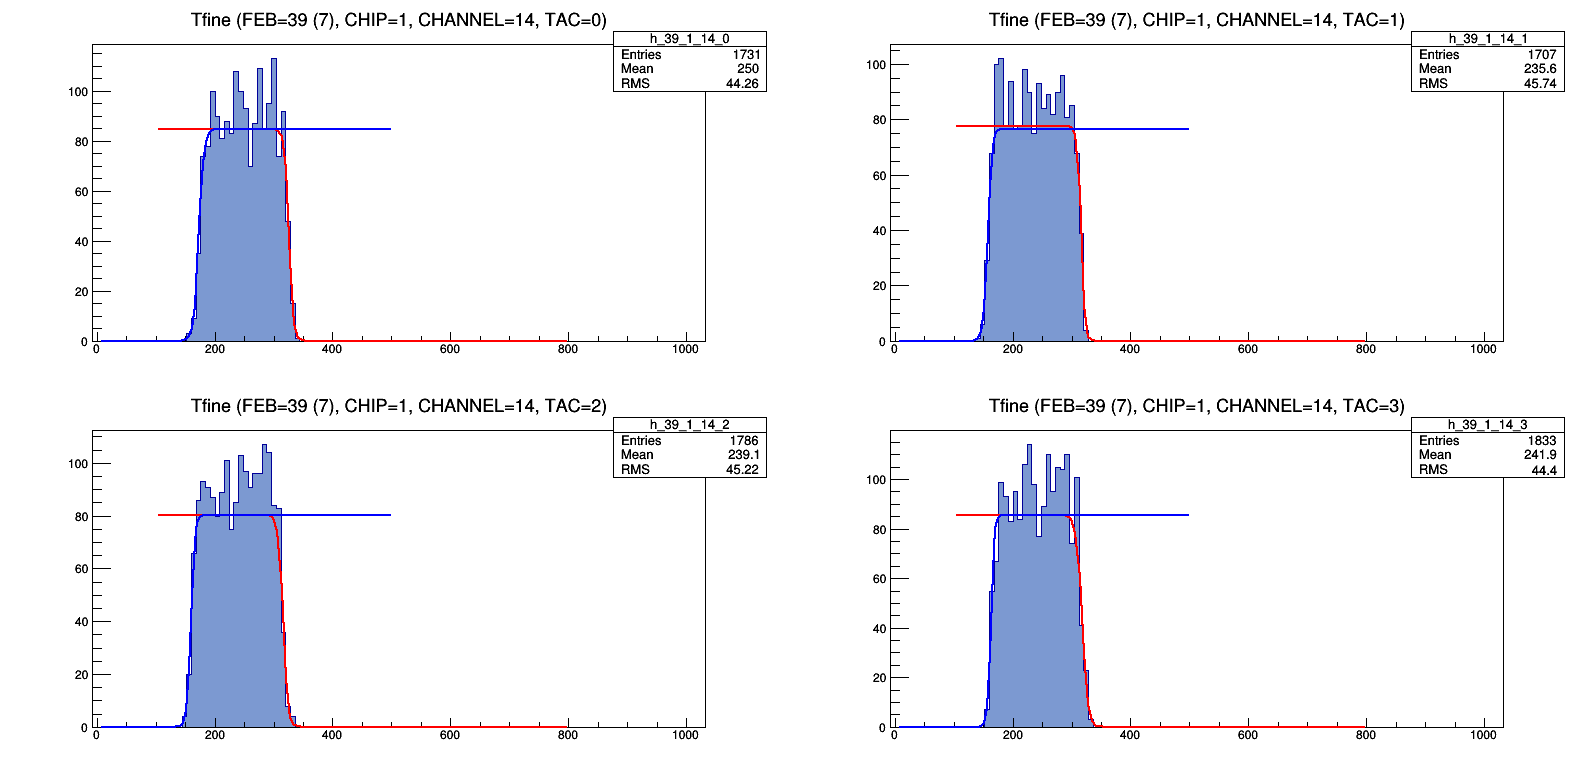 Tfine (FEB=39 (7), CHIP=1, CHANNEL=14, TAC=0)
h_39_1_14_0
Entries 1731
Mean 250
RMS 44.26
100
80
60
40
20
0
0 200 400 600 800 1000
Tfine (FEB=39 (7), CHIP=1, CHANNEL=14, TAC=1)
h_39_1_14_1
Entries 1707
Mean 235.6
RMS 45.74
100
80
60
40
20
0
0 200 400 600 800 1000
Tfine (FEB=39 (7), CHIP=1, CHANNEL=14, TAC=2)
h_39_1_14_2
Entries 1786
Mean 239.1
RMS 45.22
100
80
60
40
20
0
0 200 400 600 800 1000
Tfine (FEB=39 (7), CHIP=1, CHANNEL=14, TAC=3)
h_39_1_14_3
Entries 1833
Mean 241.9
RMS 44.4
100
80
60
40
20
0
0 200 400 600 800 1000